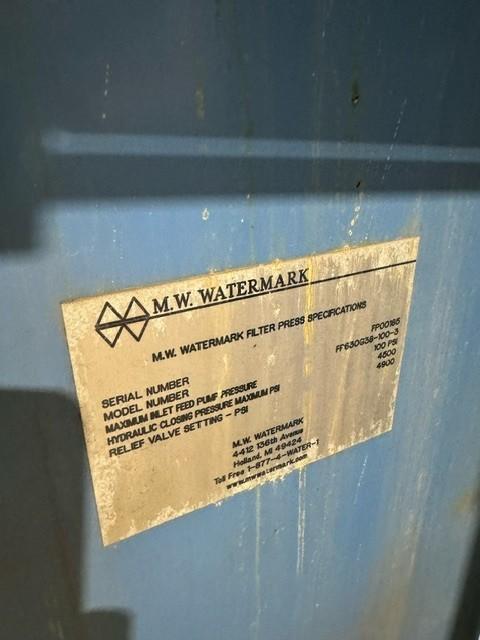 M.W. WATERMARK
M.W. WATERMARK FILTER PRESS SPECIFICATIONS
SERIAL NUMBER FP00185
MODEL NUMBER FF630G38-100-3
MAXIMUM INLET FEED PUMP PRESSURE 100 PSI
HYDRAULIC CLOSING PRESSURE MAXIMUM PSI 4500
RELIEF VALVE SETTING - PSI 4900
M.W. WATERMARK
4412 136th Avenue
Holland, MI 49424
Toll Free 1-877-4-WATER-1
www.mwwatermark.com